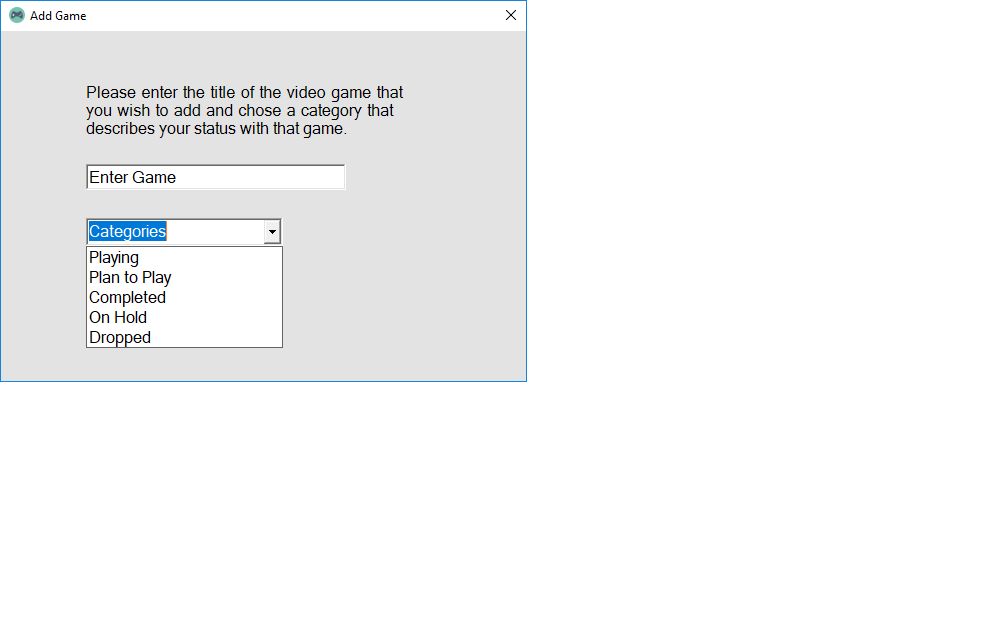 Add Game
Please enter the title of the video game that
you wish to add and chose a category that
describes your status with that game.
Enter Game
Categories
Playing
Plan to Play
Completed
On Hold
Dropped